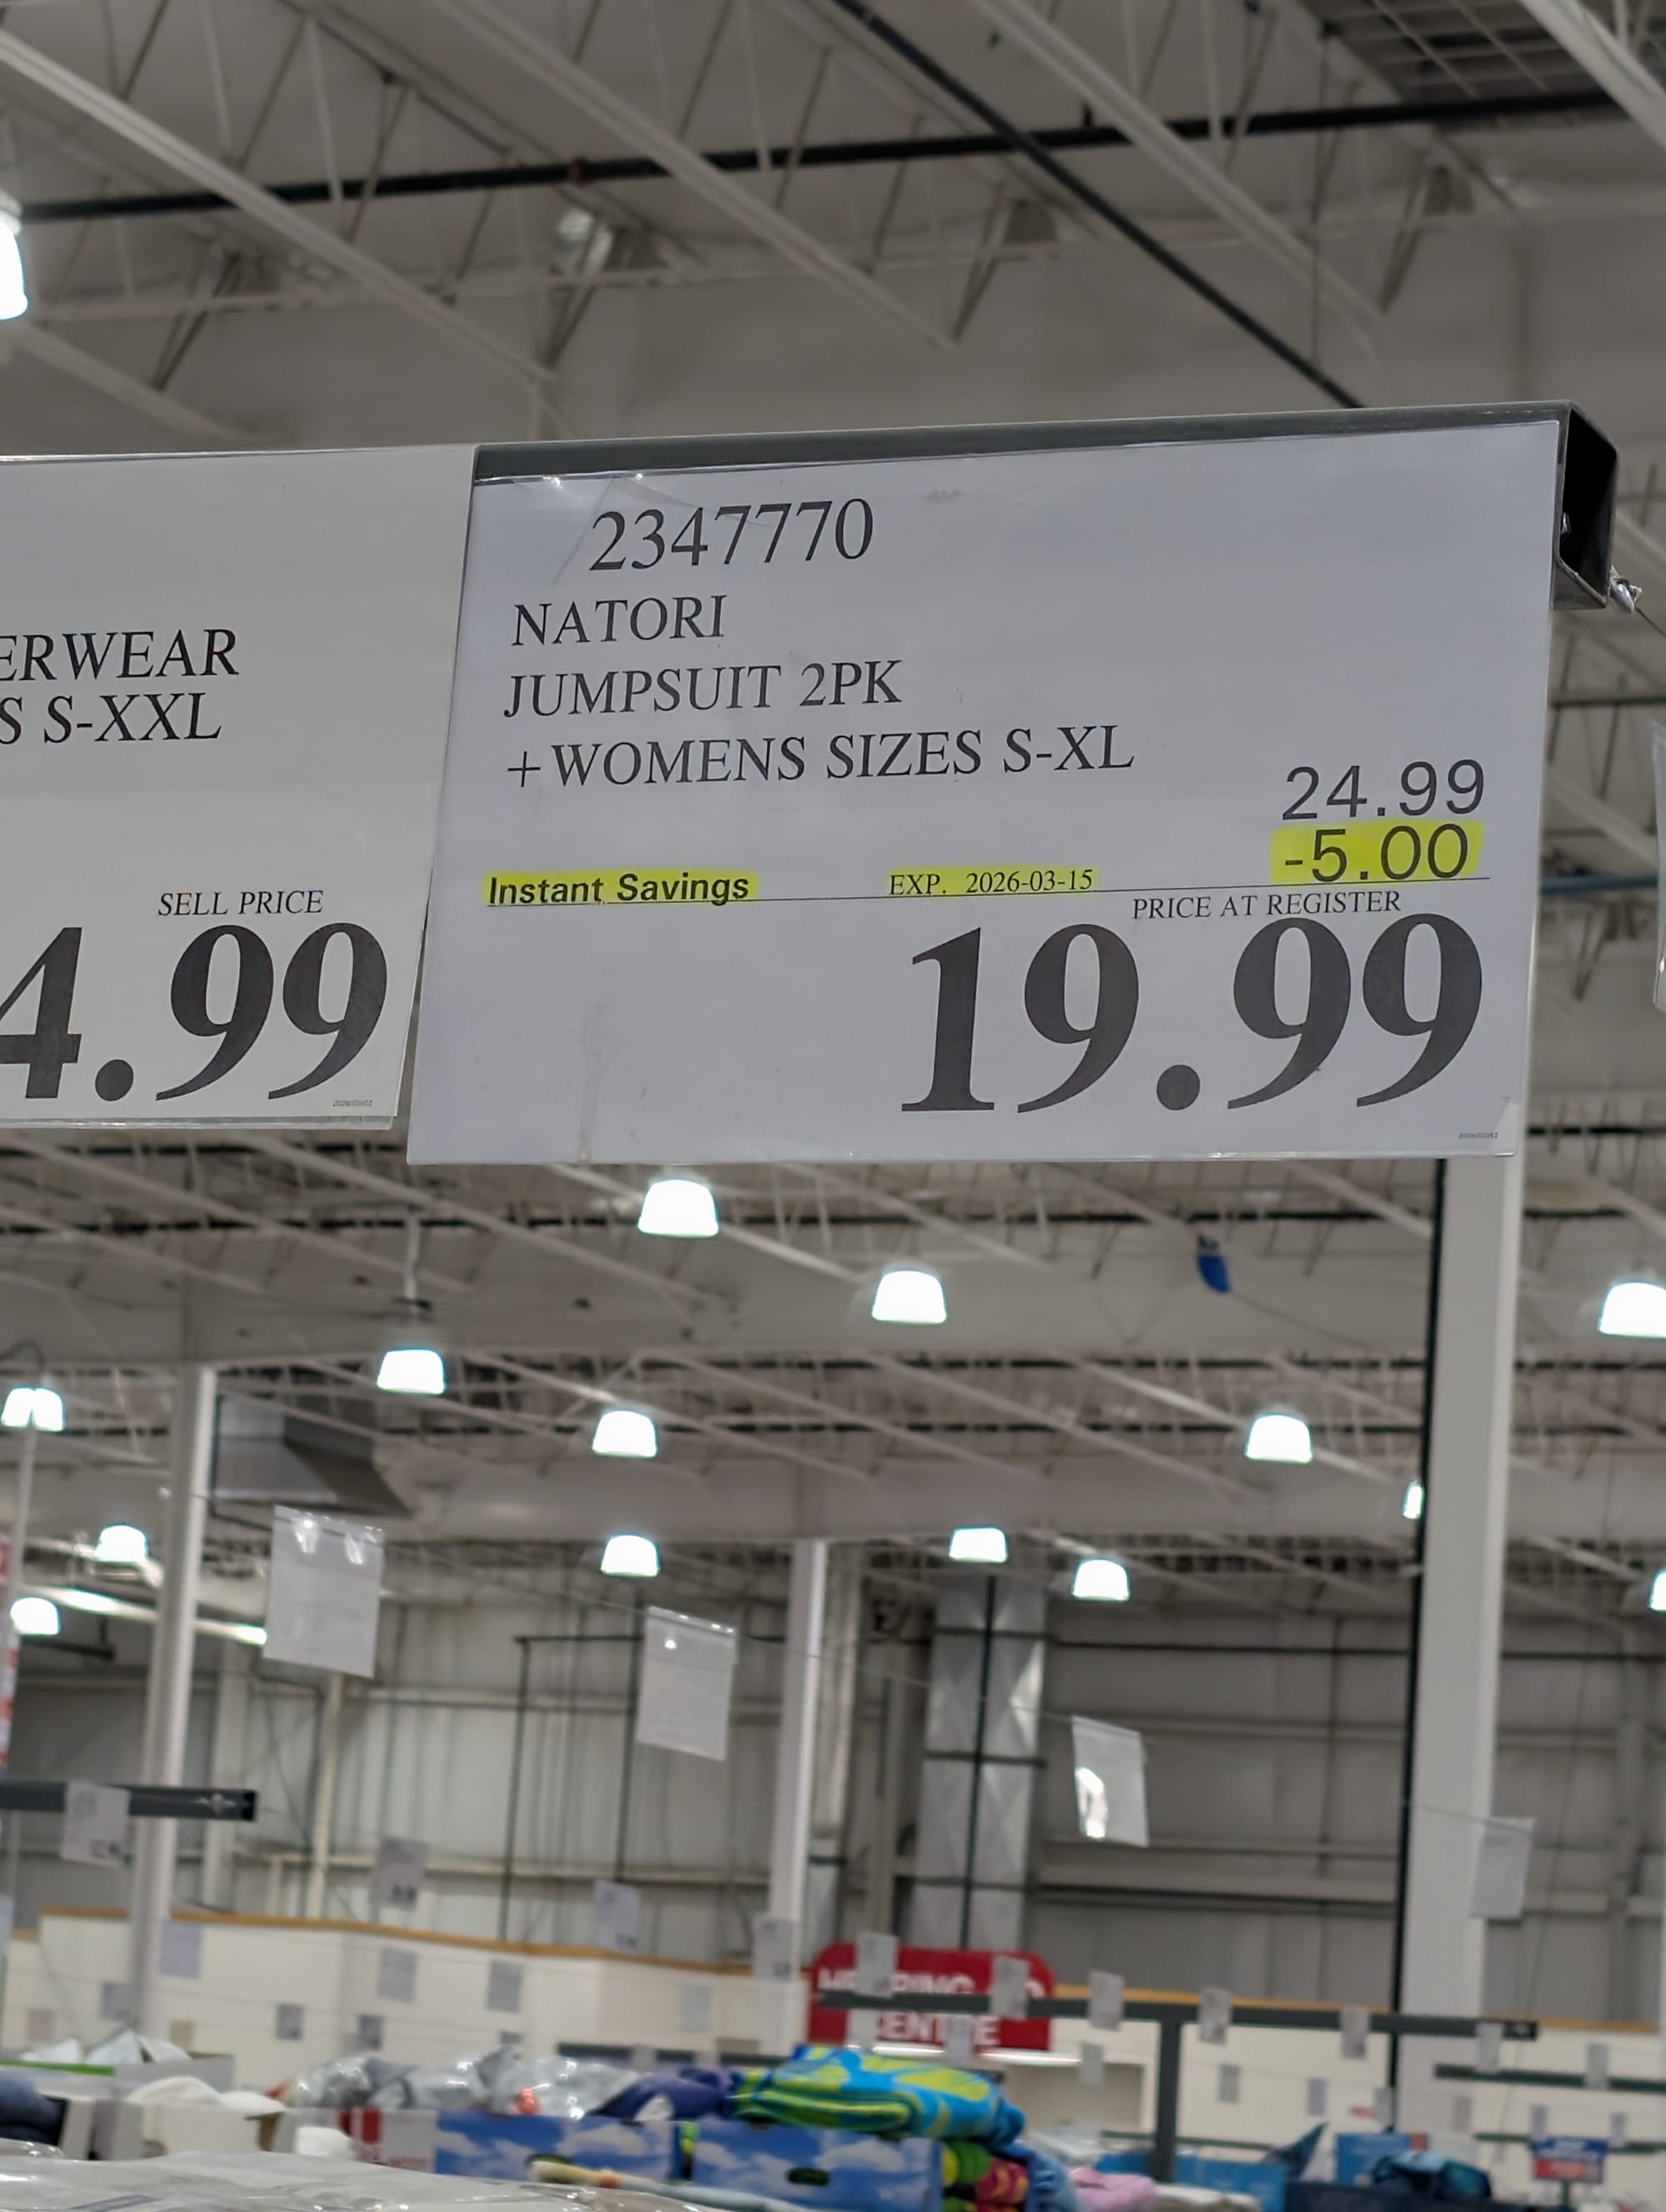 ERWEAR
S S-XXL
SELL PRICE
4.99
2347770
NATORI
JUMPSUIT 2PK
+WOMENS SIZES S-XL
24.99
-5.00
Instant Savings EXP. 2026-03-15
PRICE AT REGISTER
19.99
CENTRE